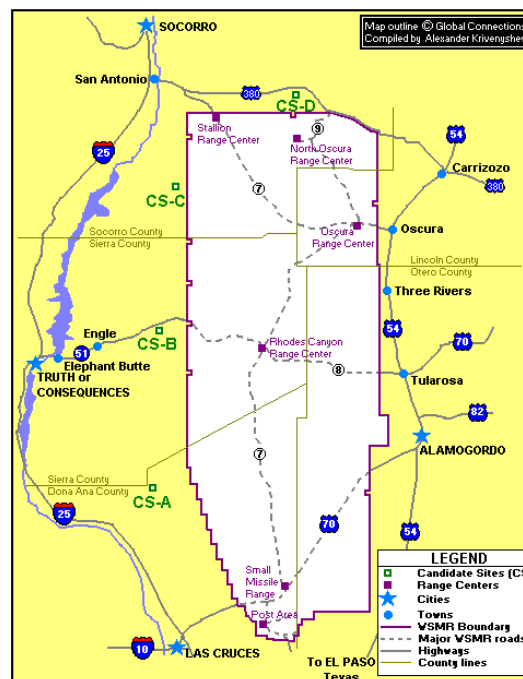 Map outline © Global Connections
Compiled by Alexander Krivenyshev
SOCORRO
San Antonio
380
CS-D
Stallion
Range Center
9
North Oscura
Range Center
54
25
Carrizozo
380
CS-C
7
Oscura
Range Center
Oscura
Socorro County
Sierra County
Lincoln County
Otero County
Three Rivers
Engle
51
CS-B
Rhodes Canyon
Range Center
54
70
Elephant Butte
TRUTH or
CONSEQUENCES
8
Tularosa
82
ALAMOGORDO
7
Sierra County
Dona Ana County
CS-A
25
70
54
Small
Missile
Range
Post Area
10
LAS CRUCES
To EL PASO
Texas
LEGEND
Candidate Sites (CS
Range Centers
Cities
Towns
WSMR Boundary
Major WSMR roads
Highways
County lines